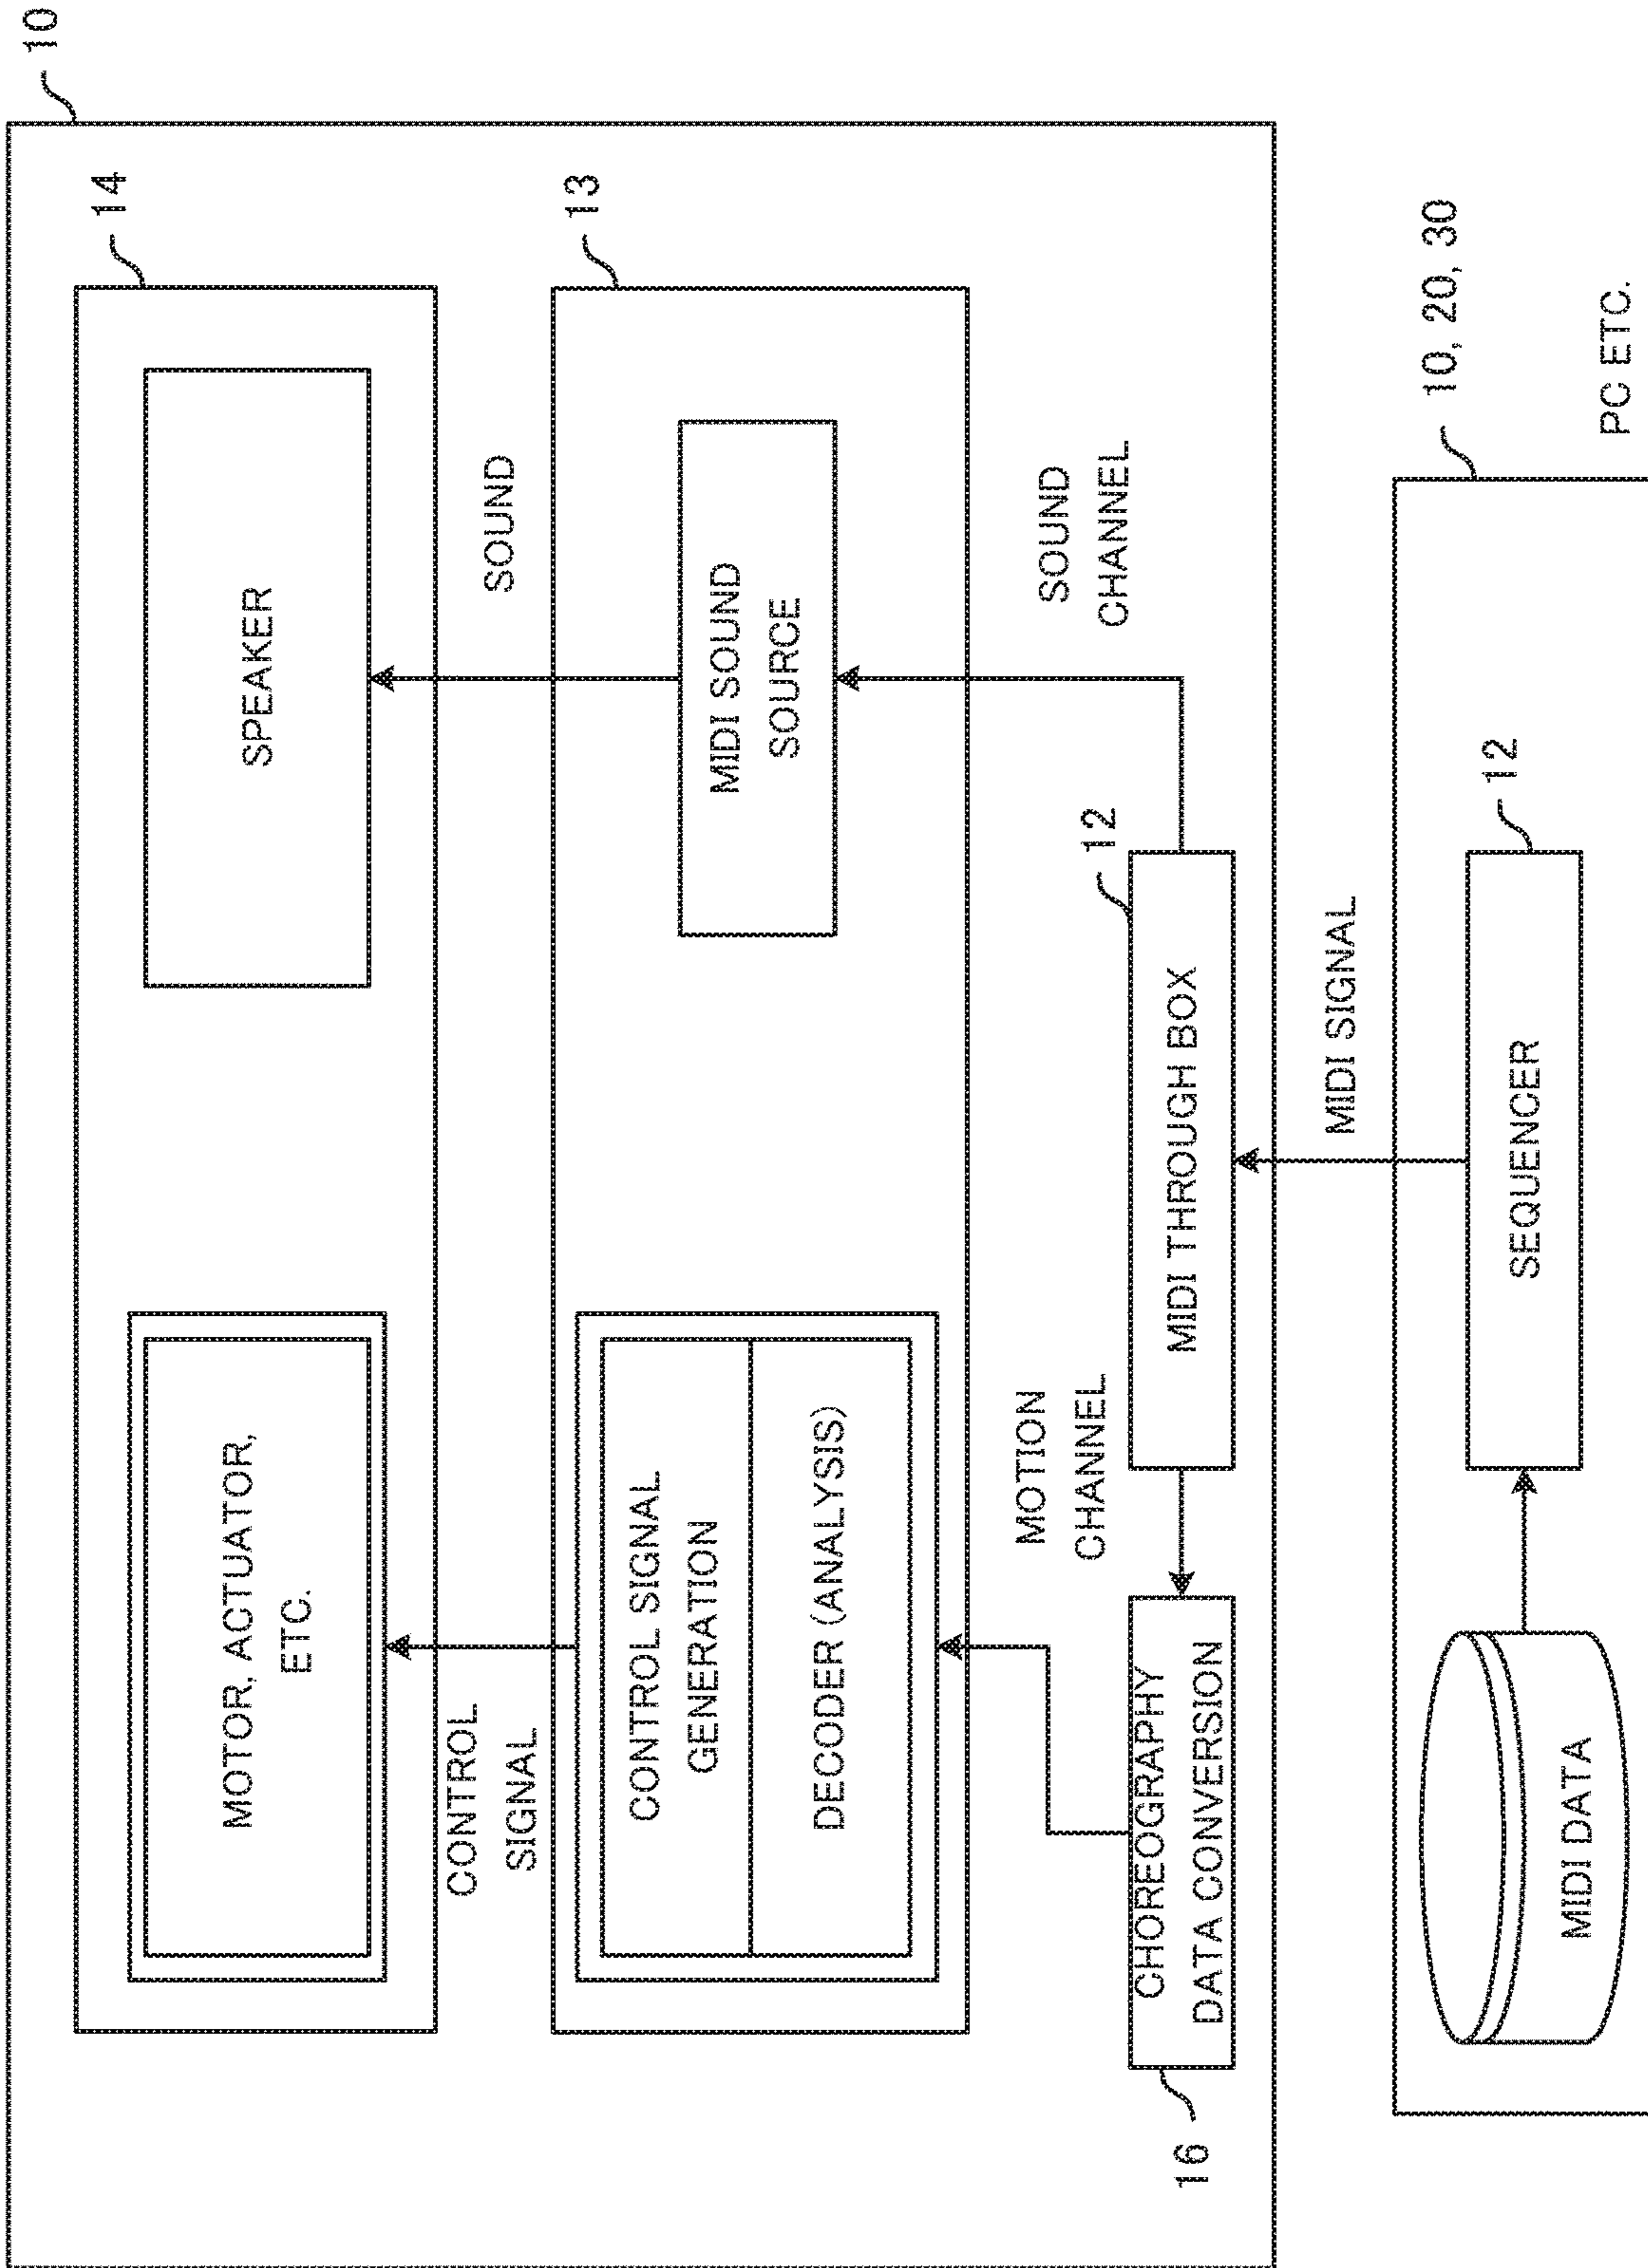 10
14
MOTOR, ACTUATOR,
ETC.
SPEAKER
CONTROL
SIGNAL
SOUND
13
CONTROL SIGNAL
GENERATION
DECODER (ANALYSIS)
MIDI SOUND
SOURCE
MOTION
CHANNEL
SOUND
CHANNEL
16
CHOREOGRAPHY
DATA CONVERSION
12
MIDI THROUGH BOX
MIDI SIGNAL
10, 20, 30
12
MIDI DATA
SEQUENCER
PC ETC.